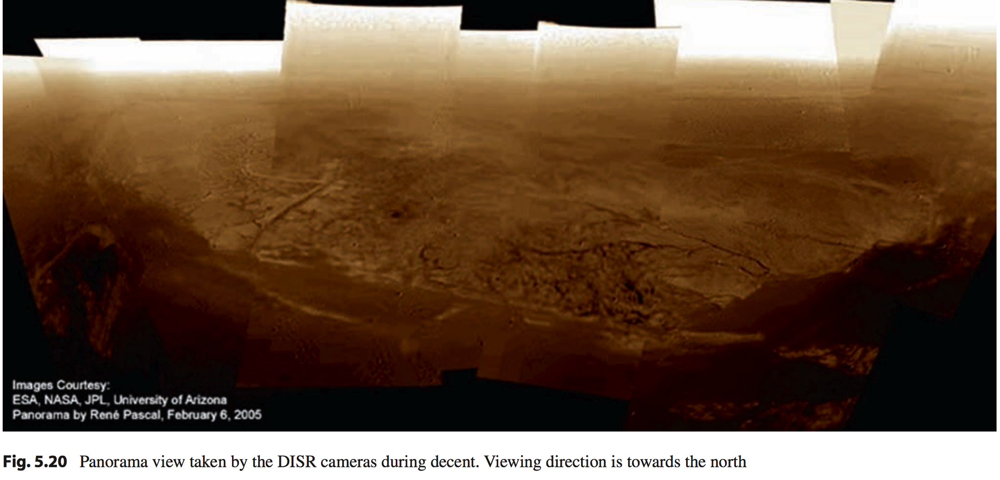 Images Courtesy:
ESA, NASA, JPL, University of Arizona
Panorama by René Pascal, February 6, 2005
Fig. 5.20 Panorama view taken by the DISR cameras during decent. Viewing direction is towards the north